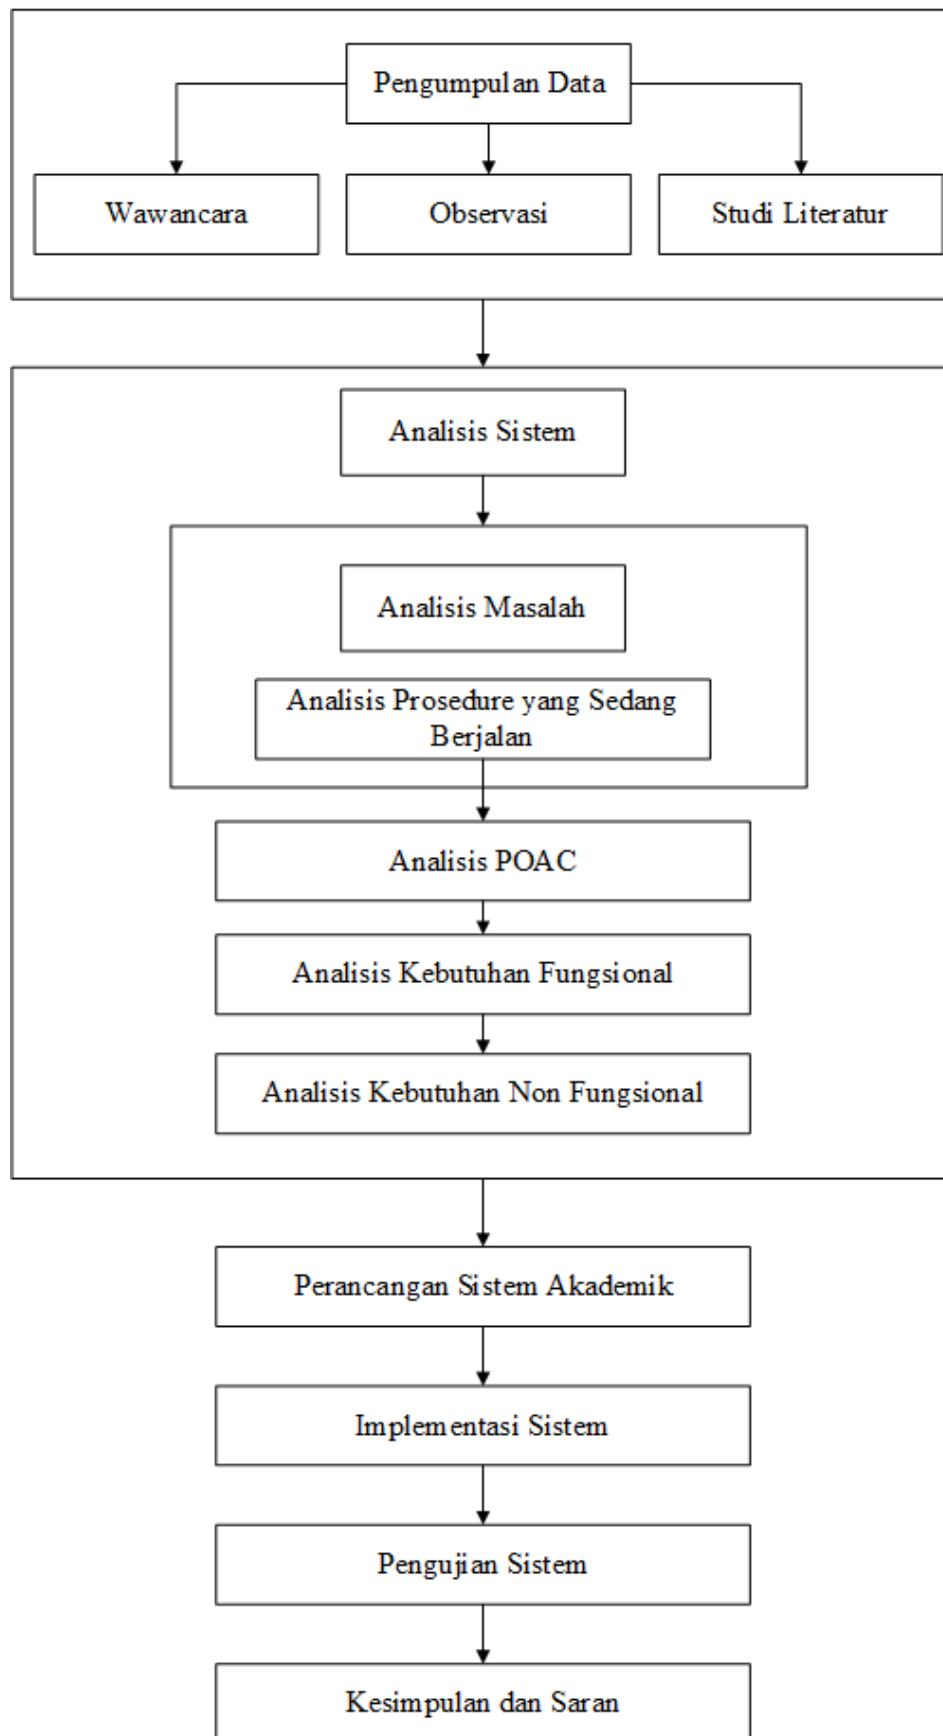 Pengumpulan Data
Wawancara
Observasi
Studi Literatur
Analisis Sistem
Analisis Masalah
Analisis Prosedure yang Sedang
Berjalan
Analisis POAC
Analisis Kebutuhan Fungsional
Analisis Kebutuhan Non Fungsional
Perancangan Sistem Akademik
Implementasi Sistem
Pengujian Sistem
Kesimpulan dan Saran